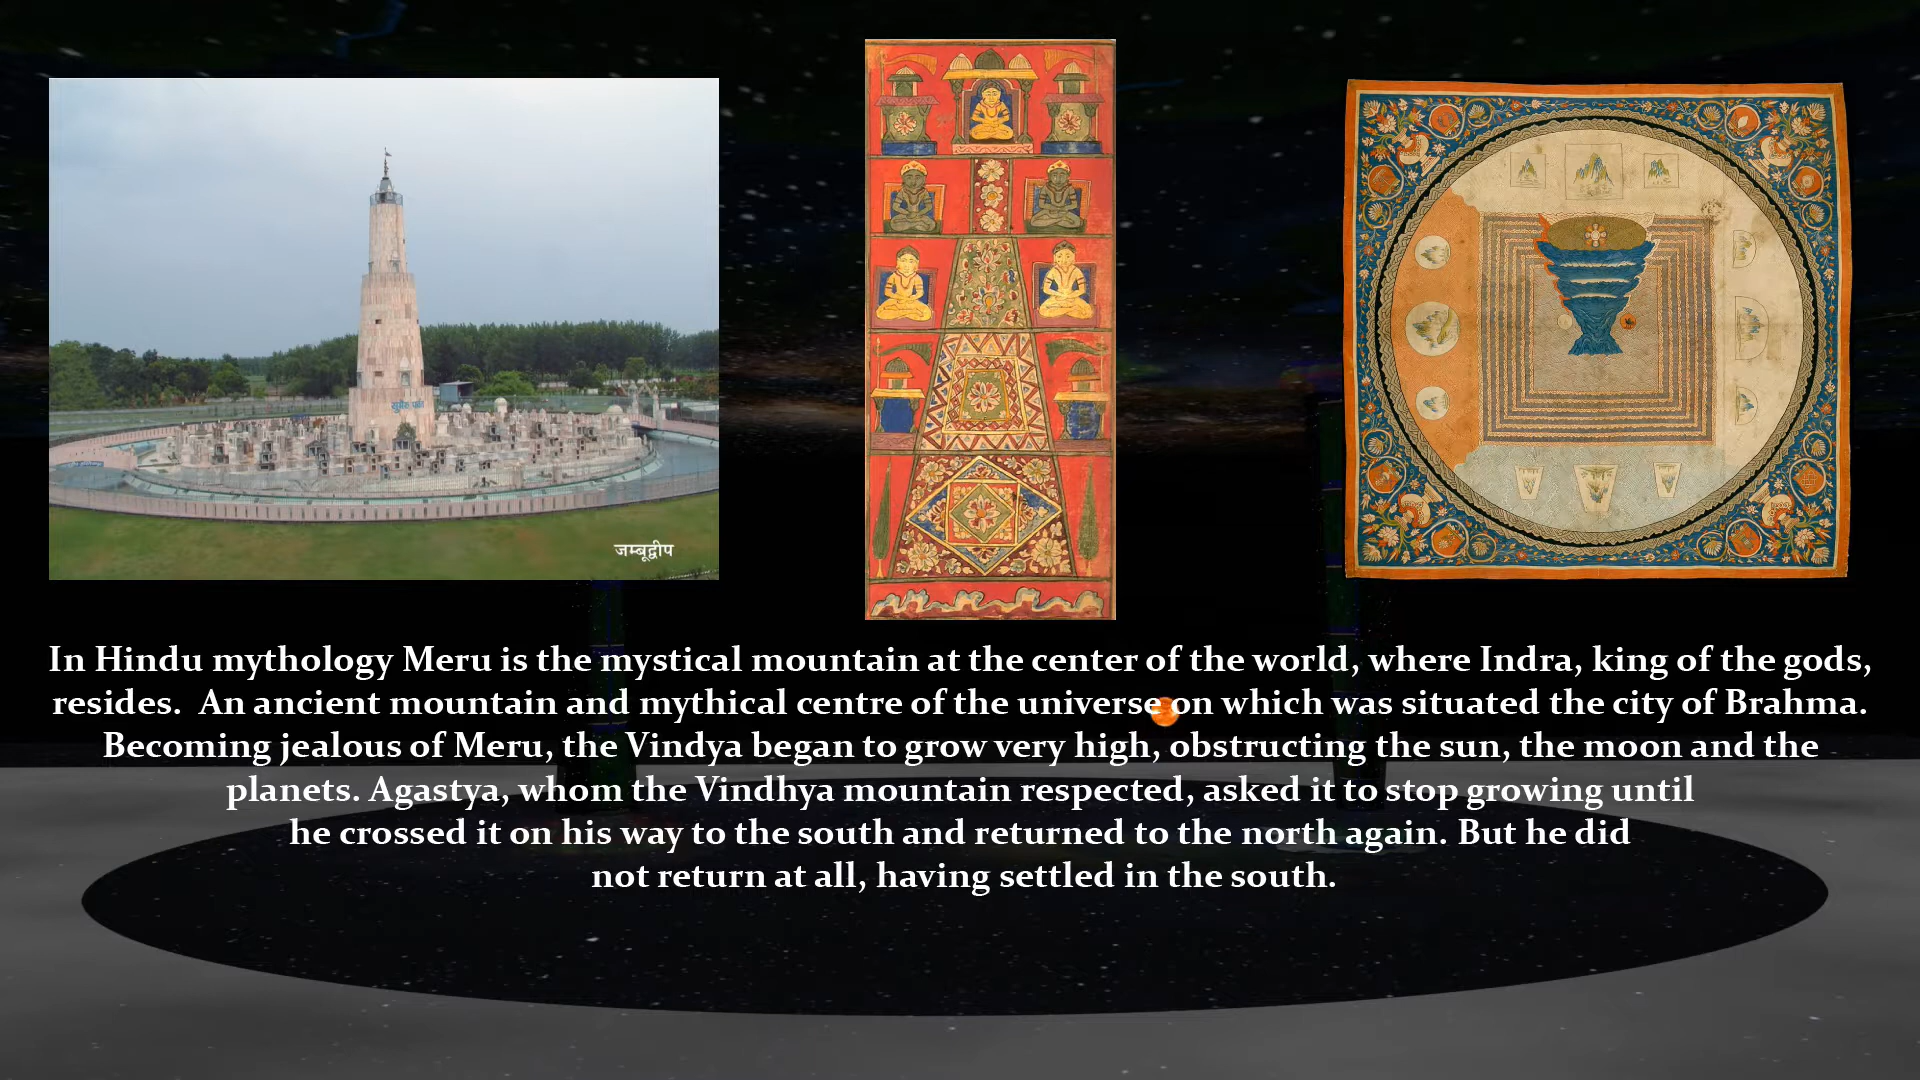 सुमेरु पर्वत
जम्बूद्वीप
In Hindu mythology Meru is the mystical mountain at the center of the world, where Indra, king of the gods,
resides.  An ancient mountain and mythical centre of the universe on which was situated the city of Brahma.
Becoming jealous of Meru, the Vindya began to grow very high, obstructing the sun, the moon and the
planets. Agastya, whom the Vindhya mountain respected, asked it to stop growing until
he crossed it on his way to the south and returned to the north again. But he did
not return at all, having settled in the south.